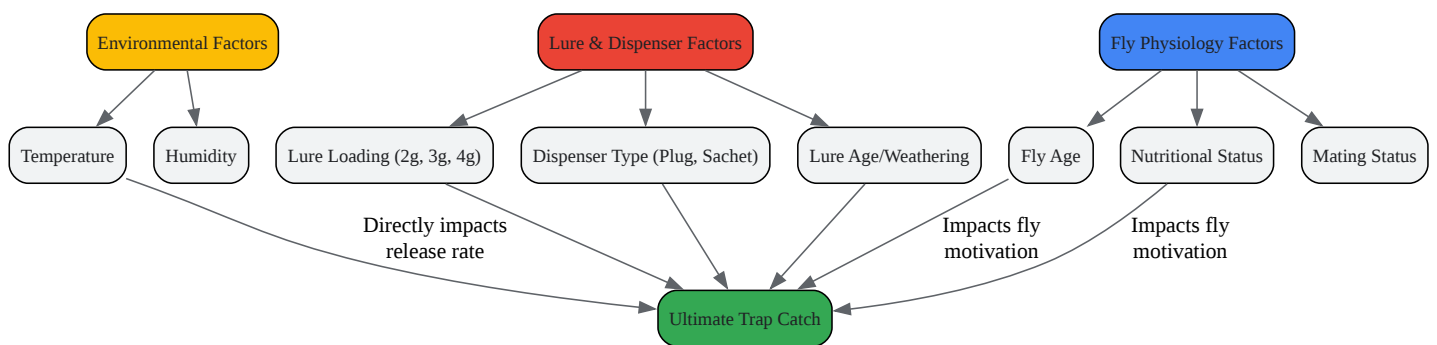 Environmental Factors
Lure & Dispenser Factors
Fly Physiology Factors
Temperature
Humidity
Lure Loading (2g, 3g, 4g)
Dispenser Type (Plug, Sachet)
Lure Age/Weathering
Fly Age
Nutritional Status
Mating Status
Directly impacts
release rate
Impacts fly
motivation
Impacts fly
motivation
Ultimate Trap Catch